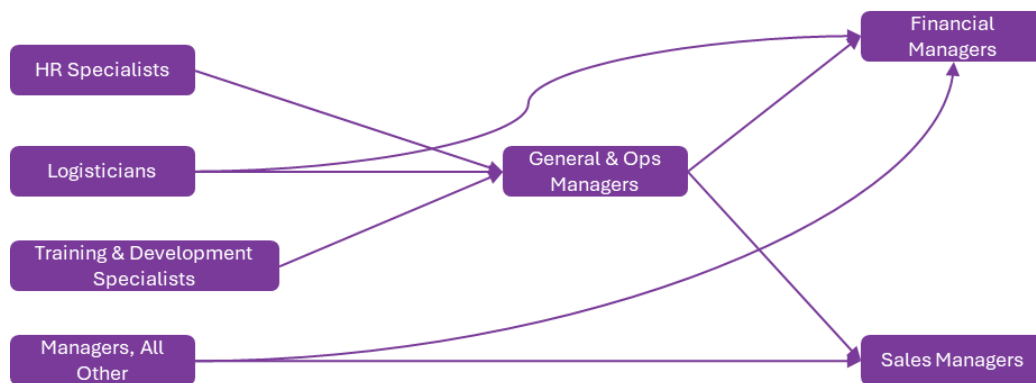 Financial
Managers
HR Specialists
Logisticians
General & Ops
Managers
Training & Development
Specialists
Managers, All
Other
Sales Managers